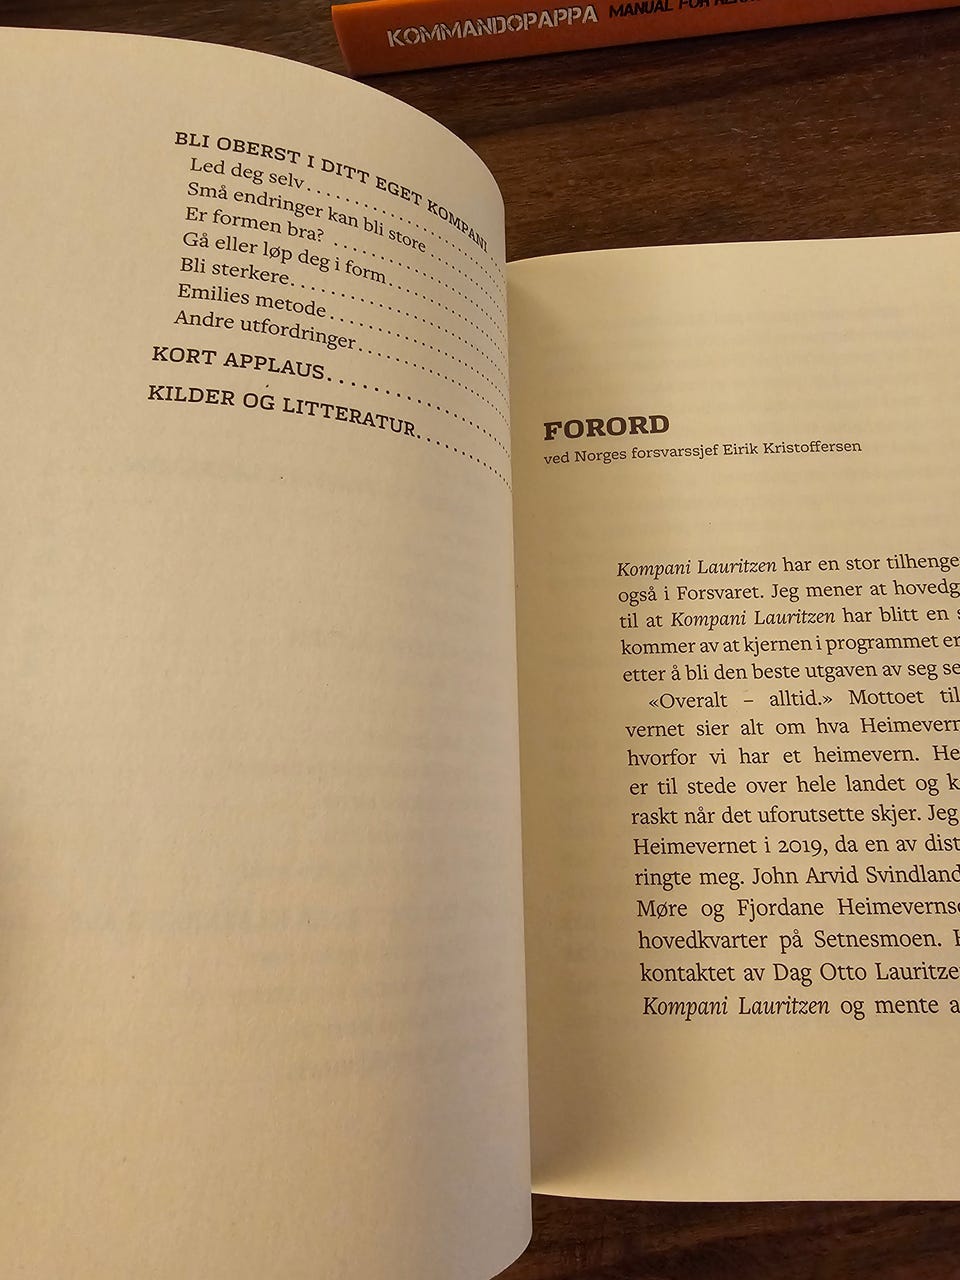 KOMMANDOPAPPA MANUAL FOR
BLI OBERST I DITT EGET KOMPANI
Led deg selv
Små endringer kan bli store
Er formen bra?
Gå eller løp deg i form
Bli sterkere
Emilies metode
Andre utfordringer
KORT APPLAUS
KILDER OG LITTERATUR
FORORD
ved Norges forsvarssjef Eirik Kristoffersen
Kompani Lauritzen har en stor tilhenge
også i Forsvaret. Jeg mener at hovedg
til at Kompani Lauritzen har blitt en s
kommer av at kjernen i programmet er
etter å bli den beste utgaven av seg se
«Overalt – alltid.» Mottoet til
vernet sier alt om hva Heimevern
hvorfor vi har et heimevern. He
er til stede over hele landet og k
raskt når det uforutsette skjer. Jeg
Heimevernet i 2019, da en av dist
ringte meg. John Arvid Svindland
Møre og Fjordane Heimeverns
hovedkvarter på Setnesmoen. H
kontaktet av Dag Otto Lauritze
Kompani Lauritzen og mente a